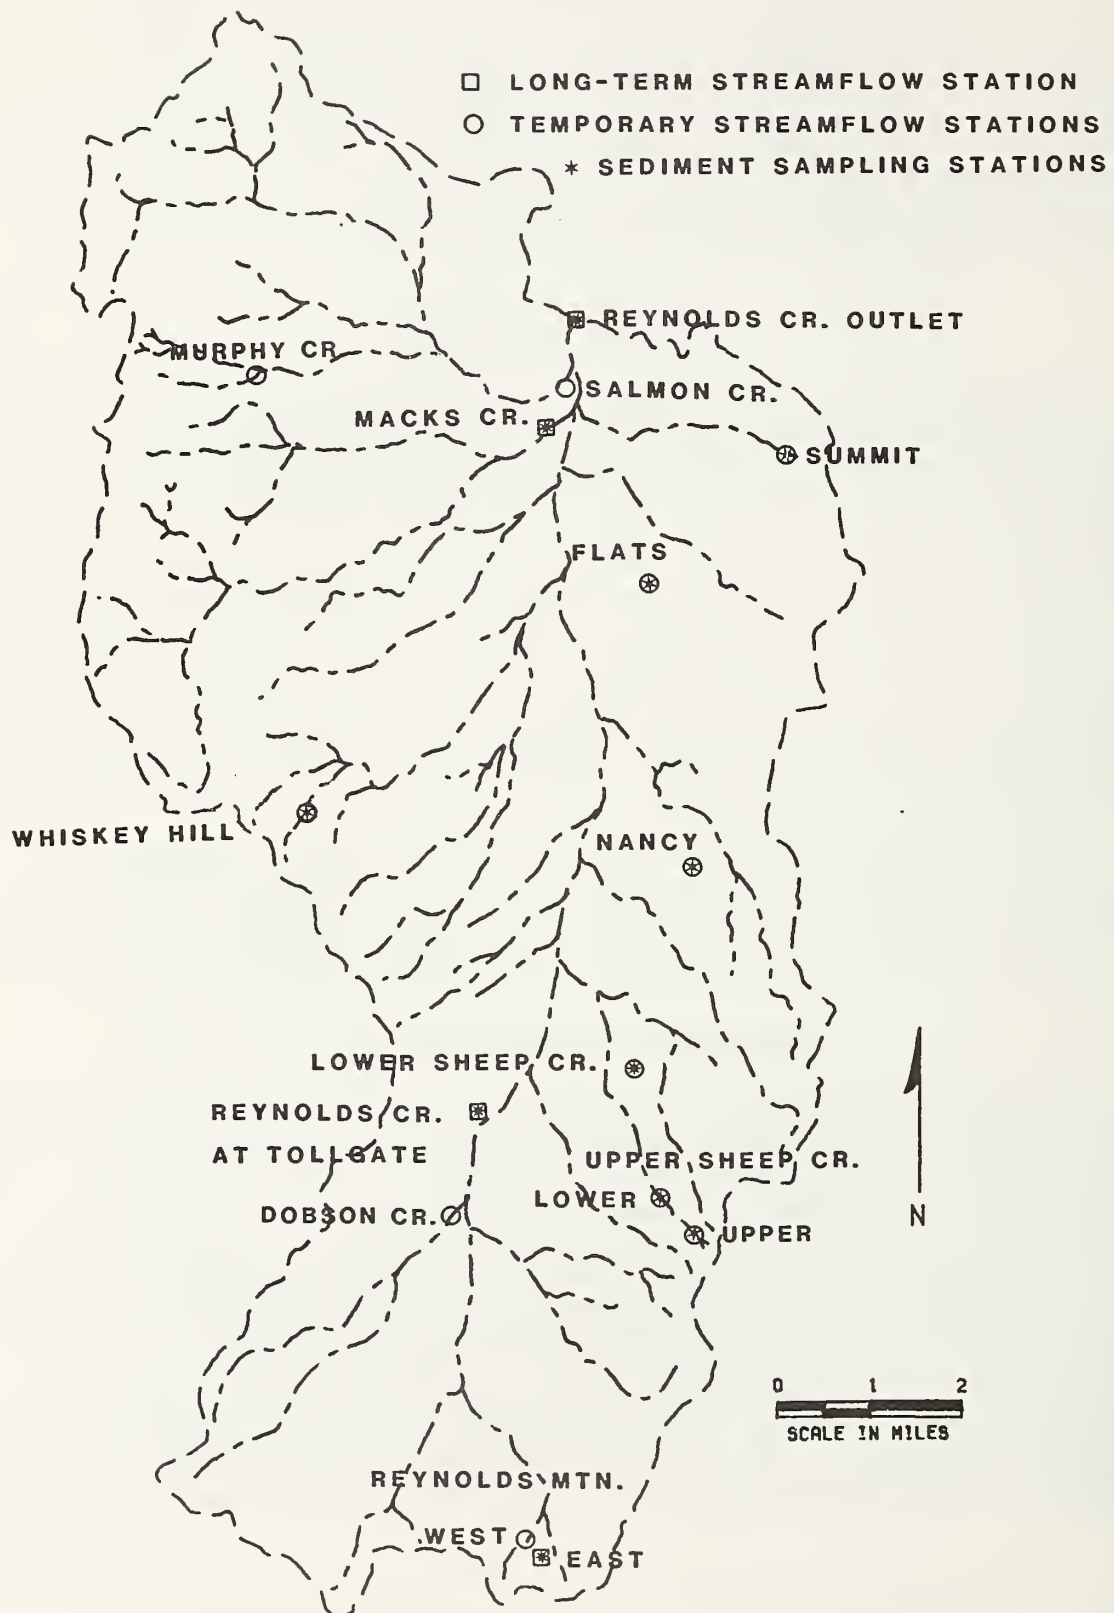 □ LONG-TERM STREAMFLOW STATION
○ TEMPORARY STREAMFLOW STATIONS
* SEDIMENT SAMPLING STATIONS
REYNOLDS CR. OUTLET
MURPHY CR
SALMON CR.
MACKS CR.
SUMMIT
FLATS
WHISKEY HILL
NANCY
LOWER SHEEP CR.
REYNOLDS CR.
AT TOLLGATE
UPPER SHEEP CR.
LOWER
DOBSON CR.
UPPER
N
0 1 2
SCALE IN MILES
REYNOLDS MTN.
WEST
EAST